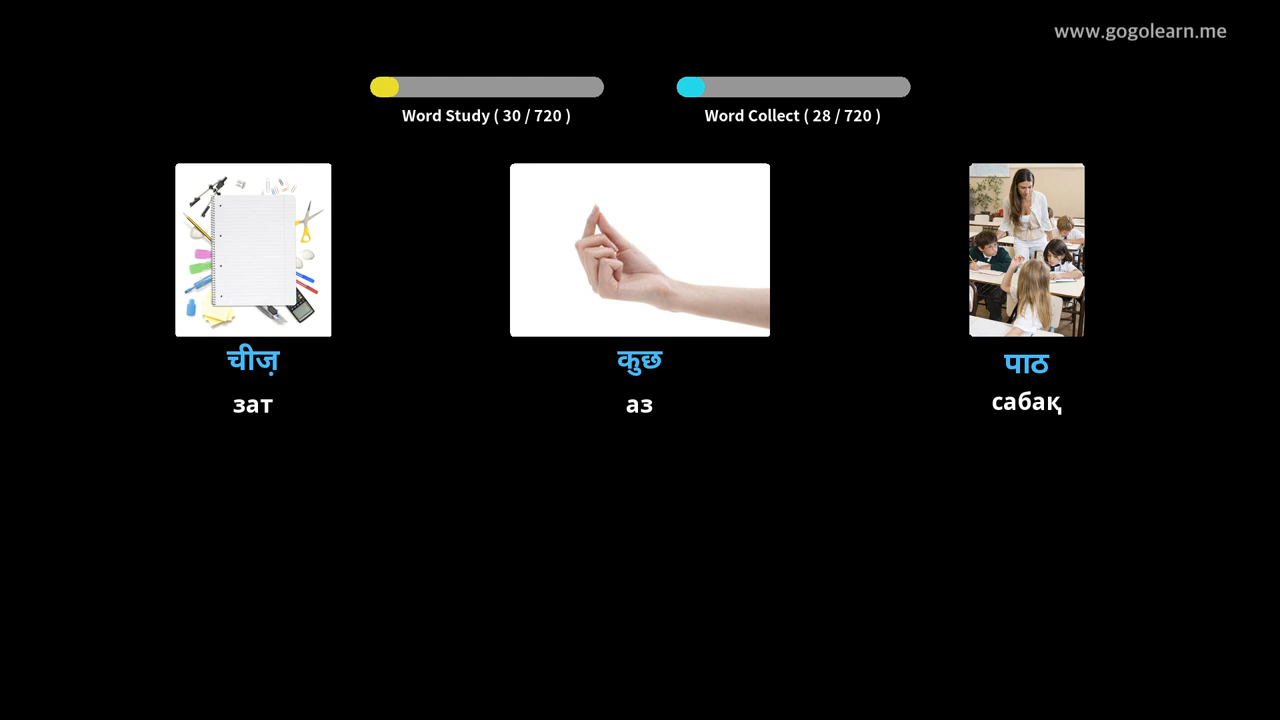 www.gogolearn.me
Word Study ( 30 / 720 )
Word Collect ( 28 / 720 )
चीज़
कुछ
पाठ
зат
аз
сабақ